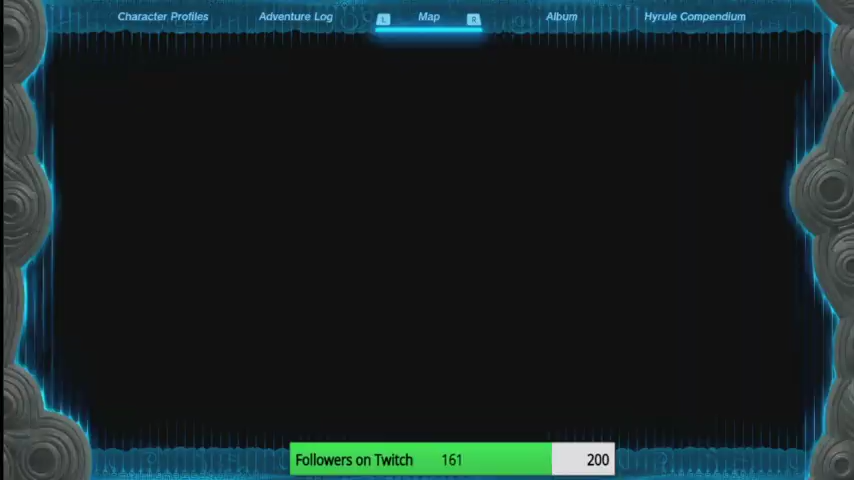 Character Profiles Adventure Log L Map R Album Hyrule Compendium
Followers on Twitch 161 200